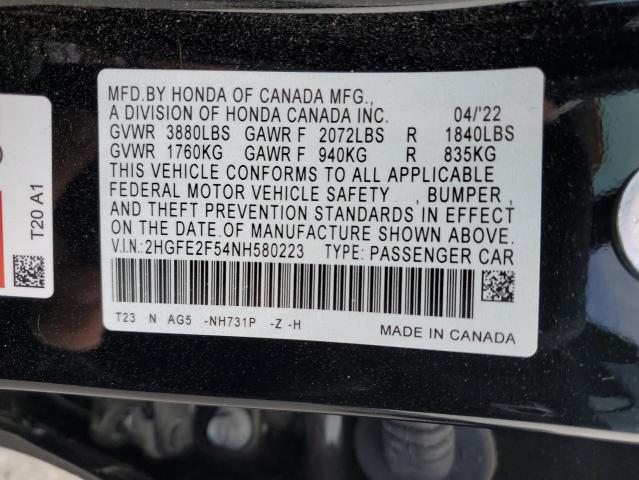 MFD.BY HONDA OF CANADA MFG.,
A DIVISION OF HONDA CANADA INC. 04/'22
GVWR 3880LBS GAWR F 2072LBS R 1840LBS
GVWR 1760KG GAWR F 940KG R 835KG
THIS VEHICLE CONFORMS TO ALL APPLICABLE
FEDERAL MOTOR VEHICLE SAFETY , BUMPER ,
AND THEFT PREVENTION STANDARDS IN EFFECT
ON THE DATE.OF MANUFACTURE SHOWN ABOVE.
V.I.N.:2HGFE2F54NH580223 TYPE: PASSENGER CAR
T23 N AG5 -NH731P -Z -H
MADE IN CANADA
T20 A1